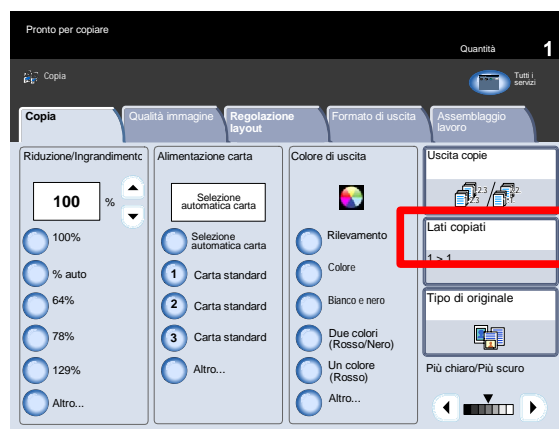 Pronto per copiare
Quantità 1
Copia
Tutti i
servizi
Copia
Qualità immagine
Regolazione
layout
Formato di uscita
Assemblaggio
lavoro
Riduzione/Ingrandimentc
100 %
100%
% auto
64%
78%
129%
Altro...
Alimentazione carta
Selezione
automatica carta
Selezione
automatica carta
1 Carta standard
2 Carta standard
3 Carta standard
Altro...
Colore di uscita
Rilevamento
Colore
Bianco e nero
Due colori
(Rosso/Nero)
Un colore
(Rosso)
Altro...
Uscita copie
Lati copiati
1 > 1
Tipo di originale
Più chiaro/Più scuro